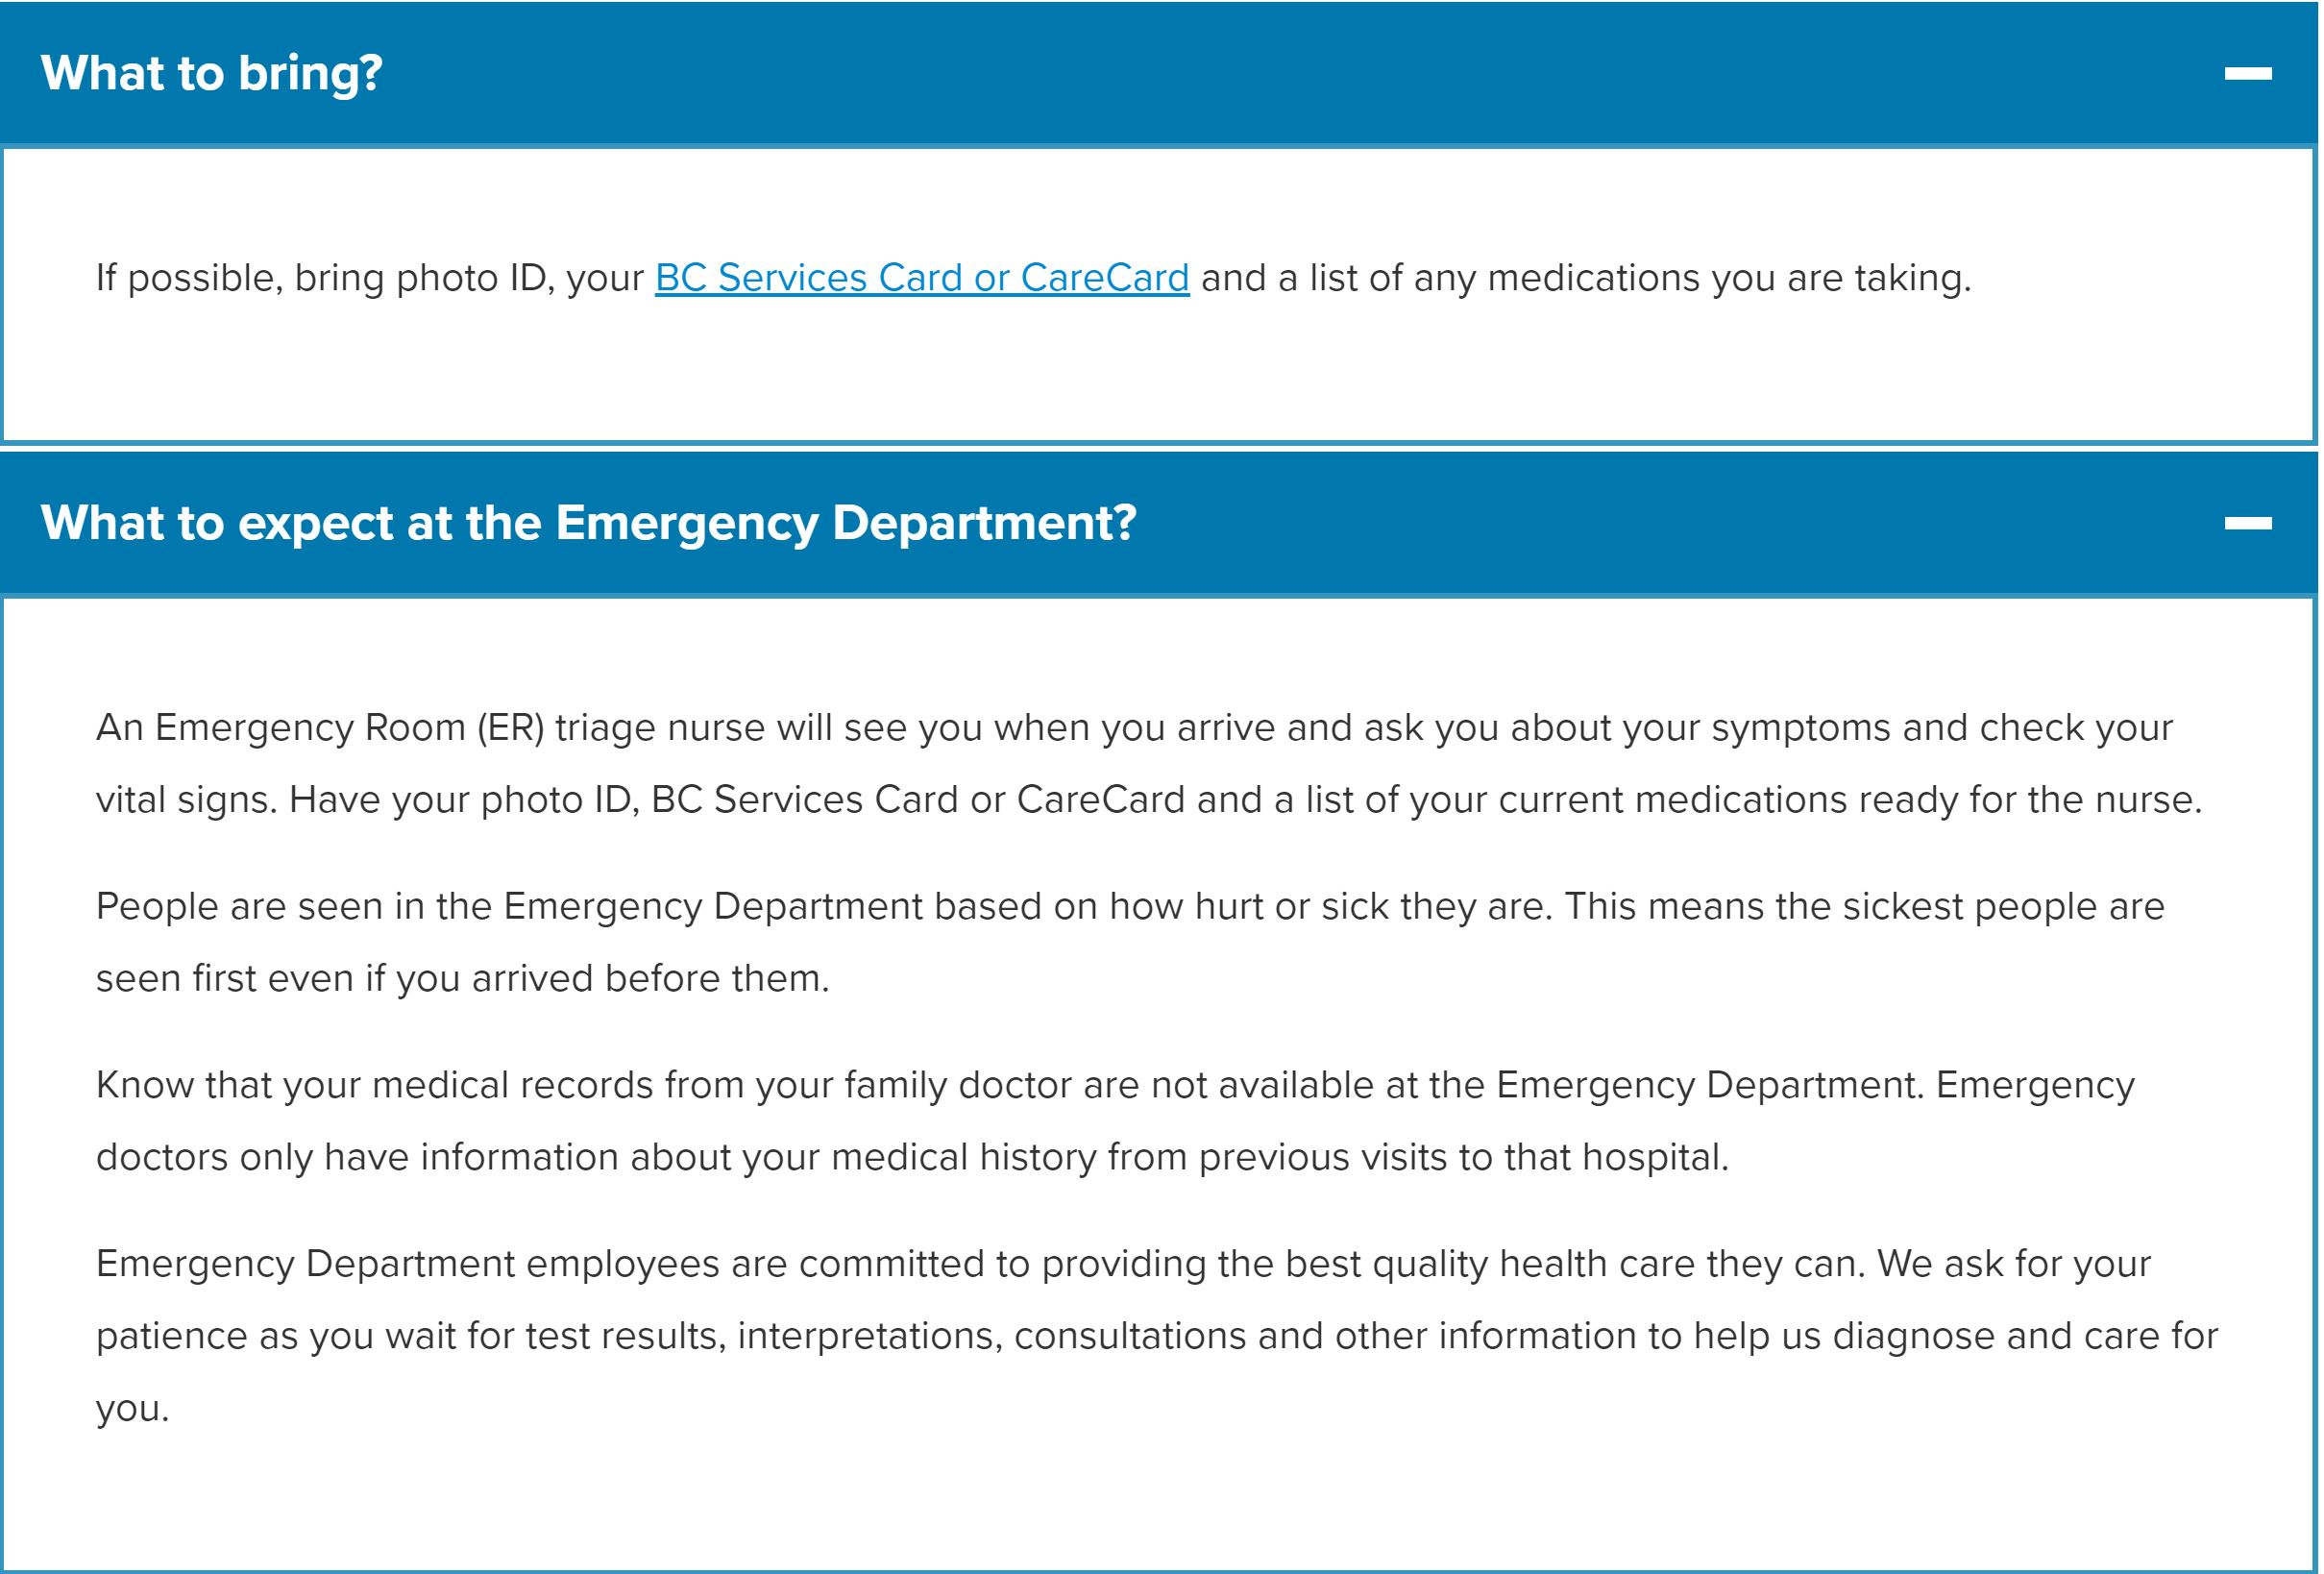 What to bring?
If possible, bring photo ID, your BC Services Card or CareCard and a list of any medications you are taking.
What to expect at the Emergency Department?
An Emergency Room (ER) triage nurse will see you when you arrive and ask you about your symptoms and check your
vital signs. Have your photo ID, BC Services Card or CareCard and a list of your current medications ready for the nurse.
People are seen in the Emergency Department based on how hurt or sick they are. This means the sickest people are
seen first even if you arrived before them.
Know that your medical records from your family doctor are not available at the Emergency Department. Emergency
doctors only have information about your medical history from previous visits to that hospital.
Emergency Department employees are committed to providing the best quality health care they can. We ask for your
patience as you wait for test results, interpretations, consultations and other information to help us diagnose and care for
you.